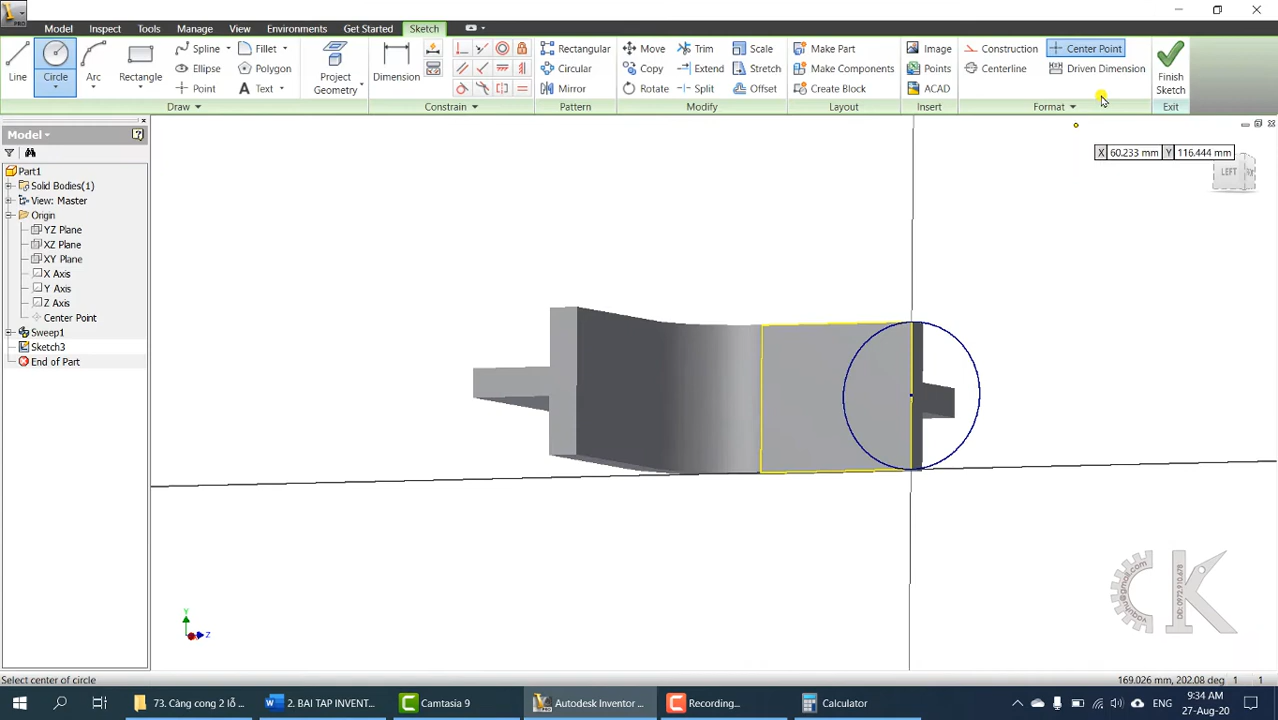 PRO
Model Inspect Tools Manage View Environments Get Started Sketch
Line Circle Arc Rectangle Spline Fillet
Ellipse Polygon
Point Text
Project Geometry
Dimension
Rectangular Move Trim Scale Make Part Image Construction Center Point
Circular Copy Extend Stretch Make Components Points Centerline Driven Dimension
Mirror Rotate Split Offset Create Block ACAD
Finish Sketch
Draw Constrain Pattern Modify Layout Insert Format Exit
Model
Part1
Solid Bodies(1)
View: Master
Origin
YZ Plane
XZ Plane
XY Plane
X Axis
Y Axis
Z Axis
Center Point
Sweep1
Sketch3
End of Part
X 60.233 mm Y 116.444 mm
LEFT
Y
Z
CK
DĐ: 0972.910.478
Select center of circle
169.026 mm, 202.08 deg 1 1
73. Càng cong 2 lỗ ... 2. BAI TAP INVENT... Camtasia 9 Autodesk Inventor ... Recording... Calculator
ENG
9:34 AM
27-Aug-20